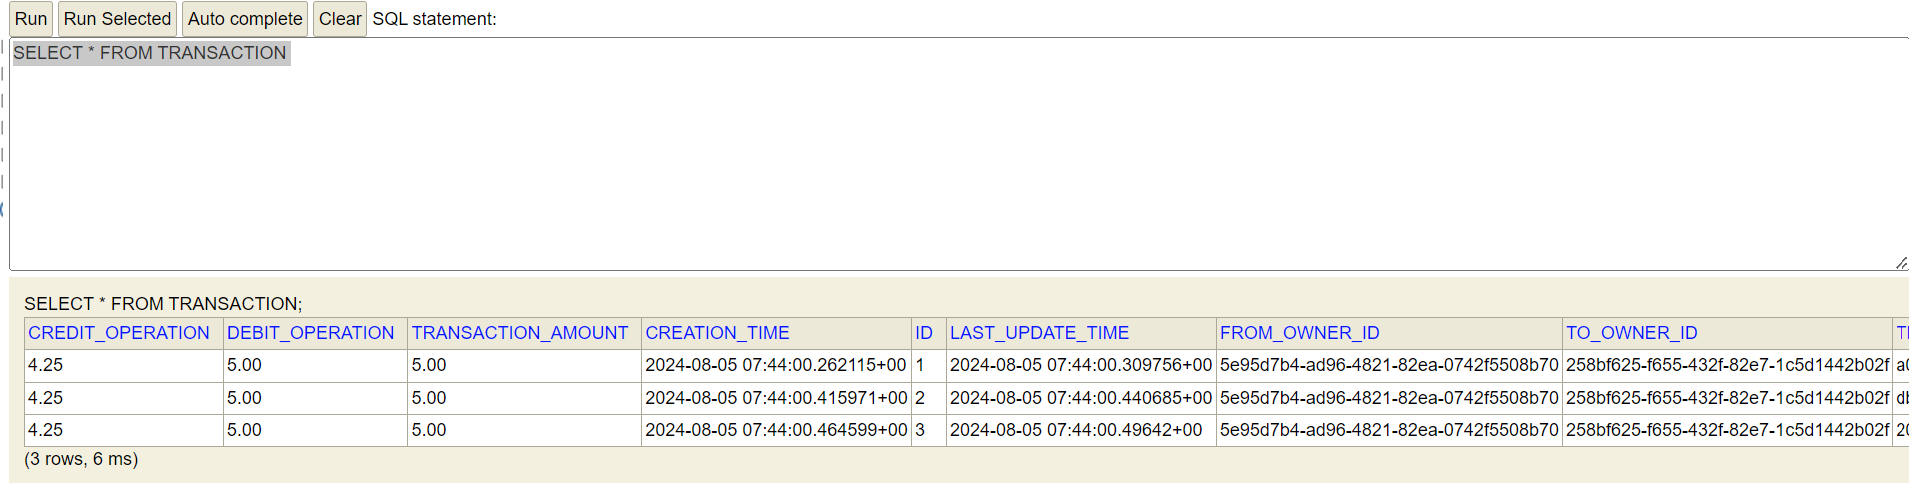 Run Run Selected Auto complete Clear SQL statement:
SELECT * FROM TRANSACTION
SELECT * FROM TRANSACTION;
CREDIT_OPERATION DEBIT_OPERATION TRANSACTION_AMOUNT CREATION_TIME ID LAST_UPDATE_TIME FROM_OWNER_ID TO_OWNER_ID
4.25 5.00 5.00 2024-08-05 07:44:00.262115+00 1 2024-08-05 07:44:00.309756+00 5e95d7b4-ad96-4821-82ea-0742f5508b70 258bf625-f655-432f-82e7-1c5d1442b02f
4.25 5.00 5.00 2024-08-05 07:44:00.415971+00 2 2024-08-05 07:44:00.440685+00 5e95d7b4-ad96-4821-82ea-0742f5508b70 258bf625-f655-432f-82e7-1c5d1442b02f
4.25 5.00 5.00 2024-08-05 07:44:00.464599+00 3 2024-08-05 07:44:00.49642+00 5e95d7b4-ad96-4821-82ea-0742f5508b70 258bf625-f655-432f-82e7-1c5d1442b02f
(3 rows, 6 ms)